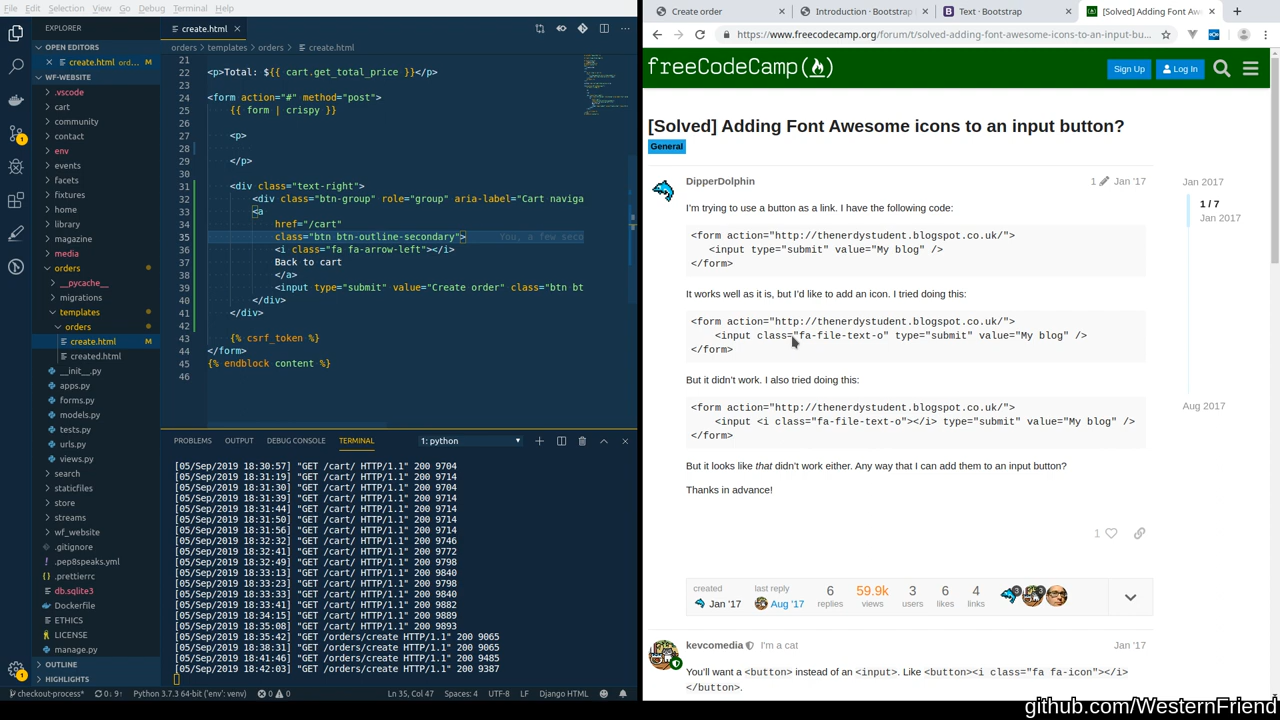 File Edit Selection View Go Debug Terminal Help
EXPLORER
OPEN EDITORS
create.html ord... M
WF-WEBSITE
.vscode
cart
community
contact
env
events
facets
fixtures
home
library
magazine
media
orders
__pycache__
migrations
templates
orders
create.html M
created.html
__init__.py
apps.py
forms.py
models.py
tests.py
urls.py
views.py
search
staticfiles
store
streams
wf_website
.gitignore
.pep8speaks.yml
.prettierrc
db.sqlite3
Dockerfile
ETHICS
LICENSE
manage.py
OUTLINE
HIGHLIGHTS
create.html
orders > templates > orders > create.html
21
22 <p>Total: ${{ cart.get_total_price }}</p>
23
24 <form action="#" method="post">
25 {{ form | crispy }}
26
27 <p>
28
29 </p>
30
31 <div class="text-right">
32 <div class="btn-group" role="group" aria-label="Cart naviga
33 <a
34 href="/cart"
35 class="btn btn-outline-secondary"> You, a few seco
36 <i class="fa fa-arrow-left"></i>
37 Back to cart
38 </a>
39 <input type="submit" value="Create order" class="btn bt
40 </div>
41 </div>
42
43 {% csrf_token %}
44 </form>
45 {% endblock content %}
46
PROBLEMS OUTPUT DEBUG CONSOLE TERMINAL 1: python
[05/Sep/2019 18:30:57] "GET /cart/ HTTP/1.1" 200 9704
[05/Sep/2019 18:31:19] "GET /cart/ HTTP/1.1" 200 9714
[05/Sep/2019 18:31:30] "GET /cart/ HTTP/1.1" 200 9704
[05/Sep/2019 18:31:39] "GET /cart/ HTTP/1.1" 200 9714
[05/Sep/2019 18:31:44] "GET /cart/ HTTP/1.1" 200 9714
[05/Sep/2019 18:31:50] "GET /cart/ HTTP/1.1" 200 9714
[05/Sep/2019 18:31:56] "GET /cart/ HTTP/1.1" 200 9714
[05/Sep/2019 18:32:32] "GET /cart/ HTTP/1.1" 200 9746
[05/Sep/2019 18:32:41] "GET /cart/ HTTP/1.1" 200 9772
[05/Sep/2019 18:32:49] "GET /cart/ HTTP/1.1" 200 9798
[05/Sep/2019 18:33:13] "GET /cart/ HTTP/1.1" 200 9840
[05/Sep/2019 18:33:23] "GET /cart/ HTTP/1.1" 200 9798
[05/Sep/2019 18:33:33] "GET /cart/ HTTP/1.1" 200 9840
[05/Sep/2019 18:33:41] "GET /cart/ HTTP/1.1" 200 9882
[05/Sep/2019 18:34:15] "GET /cart/ HTTP/1.1" 200 9889
[05/Sep/2019 18:35:08] "GET /cart/ HTTP/1.1" 200 9893
[05/Sep/2019 18:35:42] "GET /orders/create HTTP/1.1" 200 9065
[05/Sep/2019 18:38:31] "GET /orders/create HTTP/1.1" 200 9065
[05/Sep/2019 18:41:46] "GET /orders/create HTTP/1.1" 200 9485
[05/Sep/2019 18:42:03] "GET /orders/create HTTP/1.1" 200 9387
checkout-process* 0↓ 9↑ Python 3.7.3 64-bit ('env': venv) 0 0 Ln 35, Col 47 Spaces: 4 UTF-8 LF Django HTML
Create order
Introduction · Bootstrap
Text · Bootstrap
[Solved] Adding Font Aw
https://www.freecodecamp.org/forum/t/solved-adding-font-awesome-icons-to-an-input-bu...
freeCodeCamp
Sign Up Log In
[Solved] Adding Font Awesome icons to an input button?
General
DipperDolphin 1 Jan '17
I'm trying to use a button as a link. I have the following code:
<form action="http://thenerdystudent.blogspot.co.uk/">
<input type="submit" value="My blog" />
</form>
It works well as it is, but I'd like to add an icon. I tried doing this:
<form action="http://thenerdystudent.blogspot.co.uk/">
<input class="fa-file-text-o" type="submit" value="My blog" />
</form>
But it didn't work. I also tried doing this:
<form action="http://thenerdystudent.blogspot.co.uk/">
<input <i class="fa-file-text-o"></i> type="submit" value="My blog" />
</form>
But it looks like that didn't work either. Any way that I can add them to an input button?
Thanks in advance!
1
created last reply 6 59.9k 3 6 4
Jan '17 Aug '17 replies views users likes links
3 3
Jan 2017
1 / 7
Jan 2017
Aug 2017
kevcomedia I'm a cat Jan '17
You'll want a <button> instead of an <input>. Like <button><i class="fa fa-icon"></i>
</button>.
github.com/WesternFriend